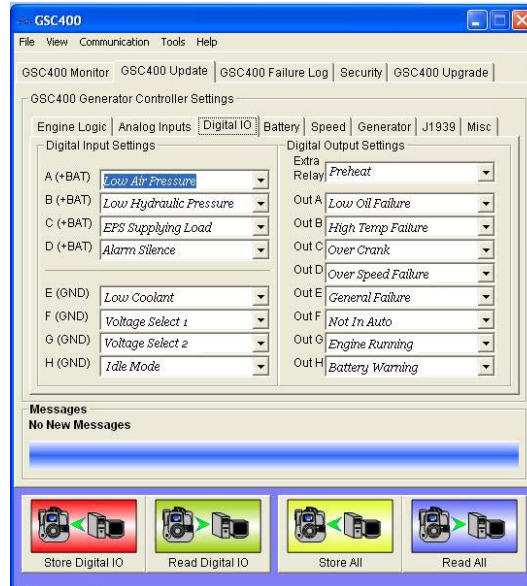 GSC400
File View Communication Tools Help
GSC400 Monitor GSC400 Update GSC400 Failure Log Security GSC400 Upgrade
GSC400 Generator Controller Settings
Engine Logic Analog Inputs Digital IO Battery Speed Generator J1939 Misc
Digital Input Settings
A (+BAT) Low Air Pressure
B (+BAT) Low Hydraulic Pressure
C (+BAT) EPS Supplying Load
D (+BAT) Alarm Silence
E (GND) Low Coolant
F (GND) Voltage Select 1
G (GND) Voltage Select 2
H (GND) Idle Mode
Digital Output Settings
Extra Relay Preheat
Out A Low Oil Failure
Out B High Temp Failure
Out C Over Crank
Out D Over Speed Failure
Out E General Failure
Out F Not In Auto
Out G Engine Running
Out H Battery Warning
Messages
No New Messages
Store Digital IO Read Digital IO Store All Read All